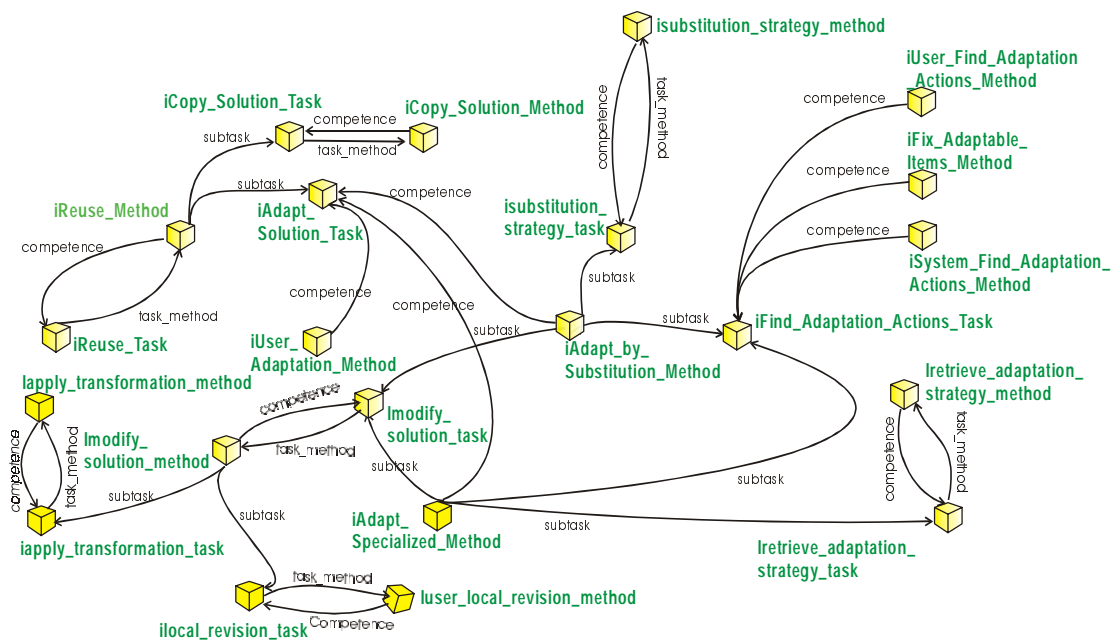 isubstitution_strategy_method
iUser_Find_Adaptation
_Actions_Method
competence
iCopy_Solution_Task
iCopy_Solution_Method
competence
task_method
subtask
competence
task_method
iFix_Adaptable_
Items_Method
competence
subtask
iReuse_Method
iAdapt_
Solution_Task
competence
isubstitution_
strategy_task
competence
iSystem_Find_Adaptation_
Actions_Method
competence
subtask
task_method
competence
competence
iReuse_Task
iUser_
Adaptation_Method
subtask
subtask
iAdapt_by_
Substitution_Method
iFind_Adaptation_Actions_Task
Iapply_transformation_method
competence
Imodify_
solution_task
Iretrieve_adaptation_
strategy_method
Imodify_
solution_method
task_method
competence
task_method
subtask
competence
task_method
subtask
subtask
iapply_transformation_task
subtask
iAdapt_
Specialized_Method
subtask
Iretrieve_adaptation_
strategy_task
task_method
Iuser_local_revision_method
Competence
ilocal_revision_task